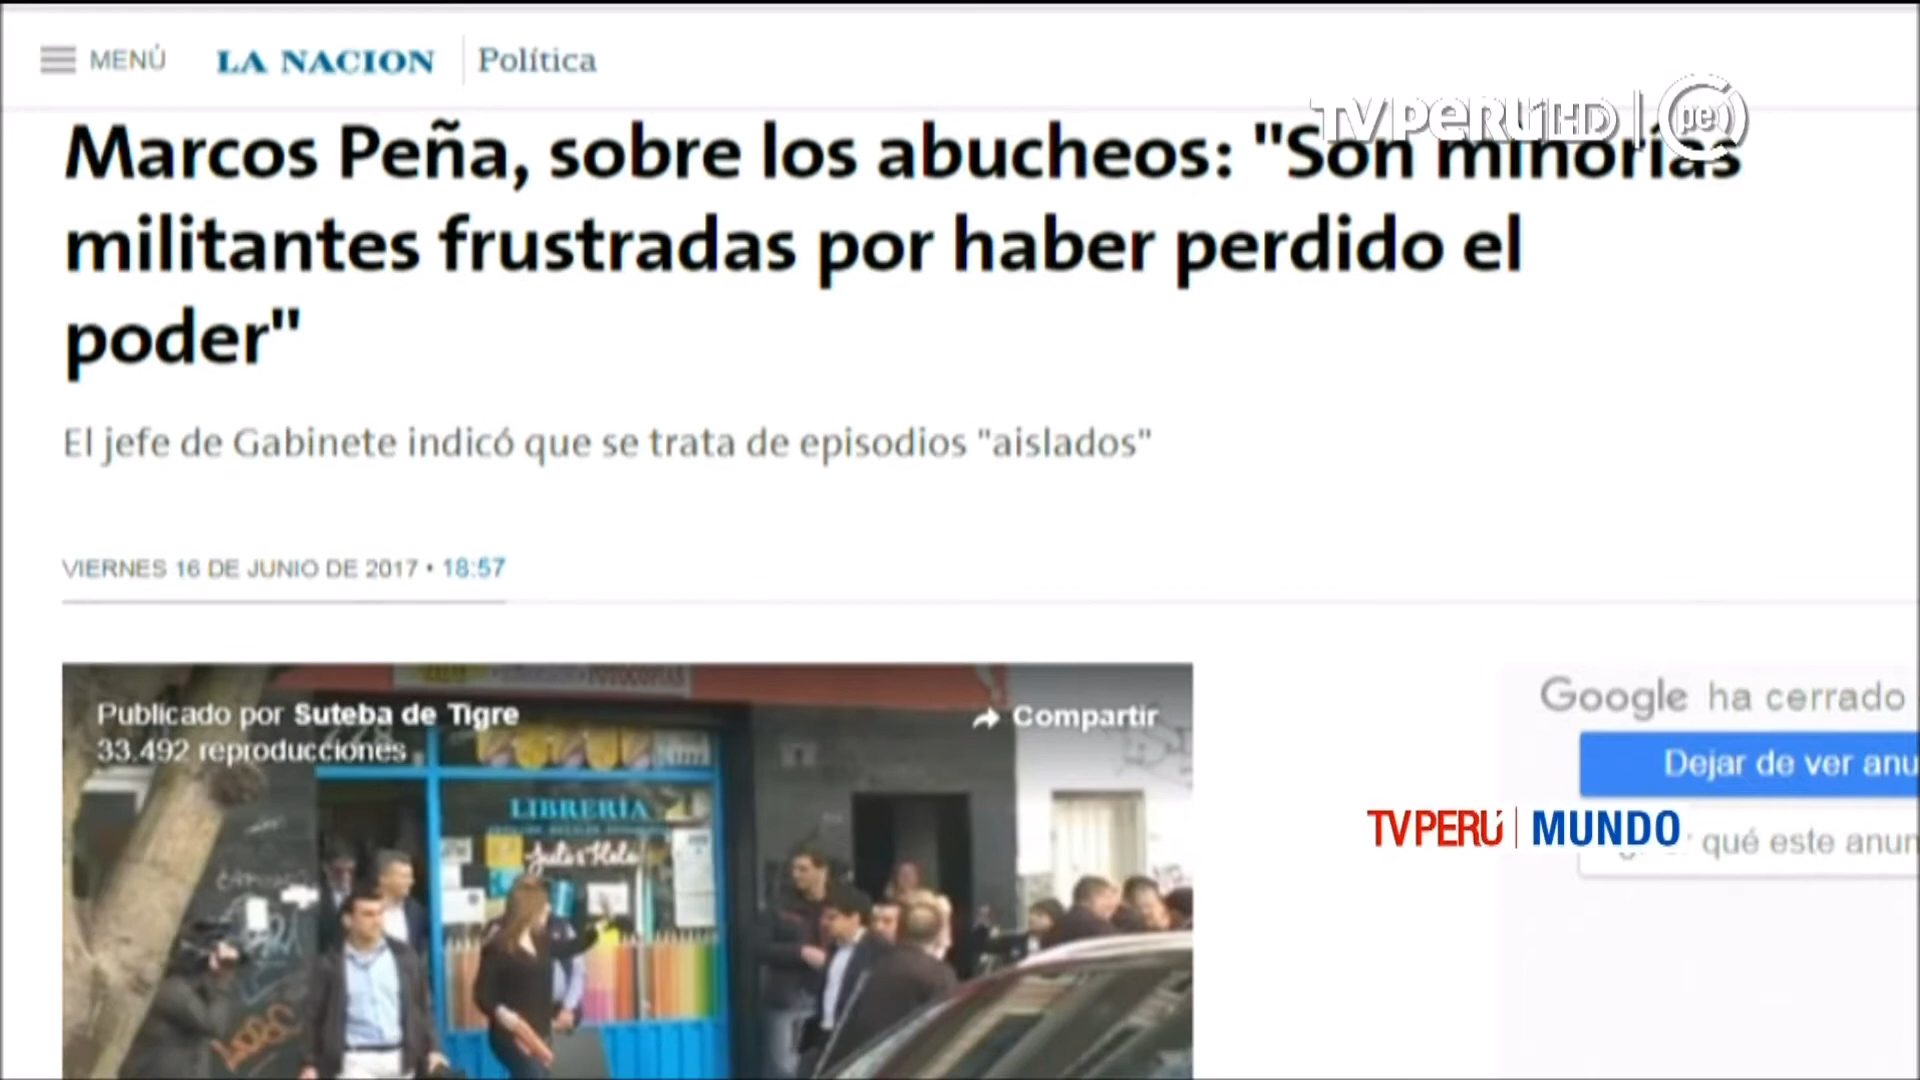 MENÚ LA NACION Política
TVPERÚ HD pe
Marcos Peña, sobre los abucheos: "Son minorías
militantes frustradas por haber perdido el
poder"
El jefe de Gabinete indicó que se trata de episodios "aislados"
VIERNES 16 DE JUNIO DE 2017 • 18:57
Publicado por Suteba de Tigre
33.492 reproducciones
Compartir
FOTOCOPIAS
LIBRERÍA
Google ha cerrado
Dejar de ver anu
qué este anun
TVPERÚ MUNDO